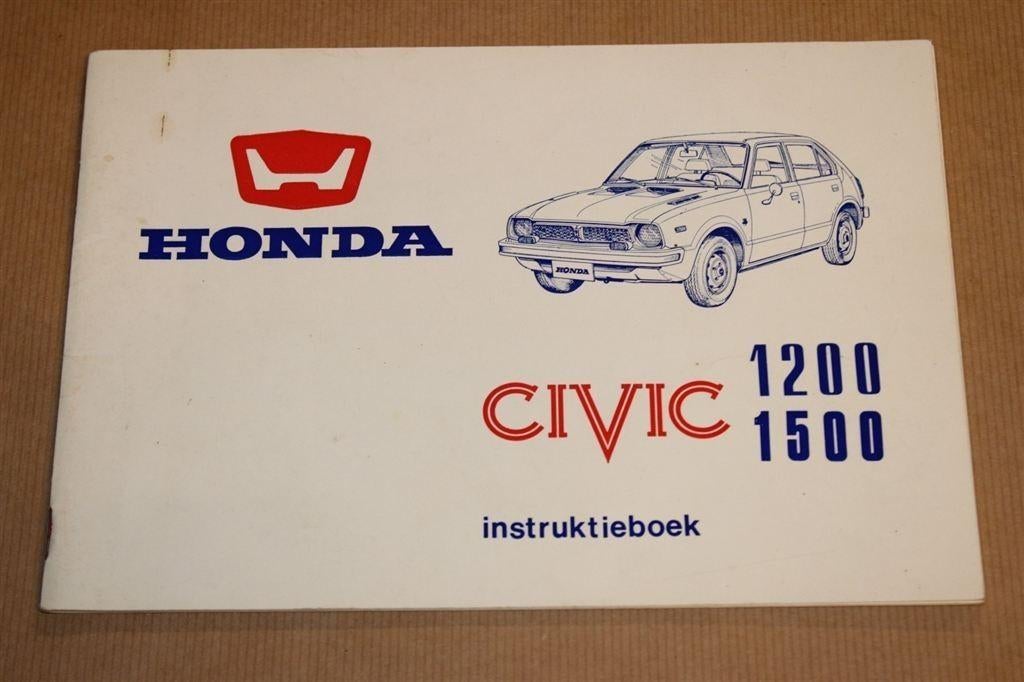 HONDA
HONDA
CIVIC 1200
1500
instruktieboek